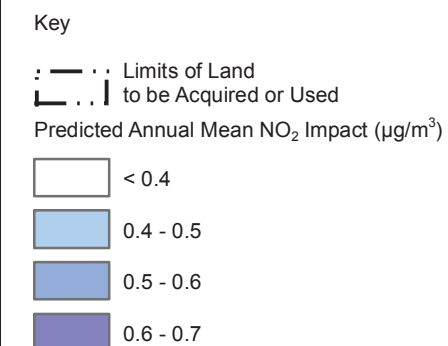 Key
Limits of Land
to be Acquired or Used
Predicted Annual Mean NO₂ Impact (µg/m³)
< 0.4
0.4 - 0.5
0.5 - 0.6
0.6 - 0.7